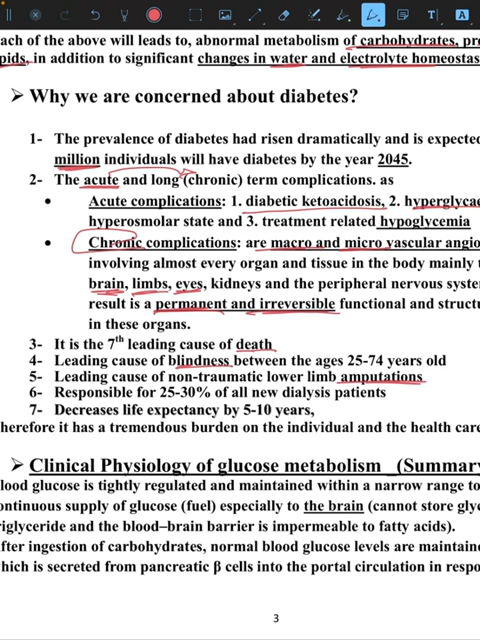 ach of the above will leads to, abnormal metabolism of carbohydrates, pr
pids, in addition to significant changes in water and electrolyte homeostas
➤ Why we are concerned about diabetes?
1- The prevalence of diabetes had risen dramatically and is expected
million individuals will have diabetes by the year 2045.
2- The acute and long (chronic) term complications. as
• Acute complications: 1. diabetic ketoacidosis, 2. hyperglycae
hyperosmolar state and 3. treatment related hypoglycemia
• Chronic complications: are macro and micro vascular angio
involving almost every organ and tissue in the body mainly t
brain, limbs, eyes, kidneys and the peripheral nervous syste
result is a permanent and irreversible functional and struct
in these organs.
3- It is the 7th leading cause of death
4- Leading cause of blindness between the ages 25-74 years old
5- Leading cause of non-traumatic lower limb amputations
6- Responsible for 25-30% of all new dialysis patients
7- Decreases life expectancy by 5-10 years,
herefore it has a tremendous burden on the individual and the health care
➤ Clinical Physiology of glucose metabolism (Summary
lood glucose is tightly regulated and maintained within a narrow range to
ontinuous supply of glucose (fuel) especially to the brain (cannot store glyc
riglyceride and the blood–brain barrier is impermeable to fatty acids).
fter ingestion of carbohydrates, normal blood glucose levels are maintaine
which is secreted from pancreatic β cells into the portal circulation in respo
3